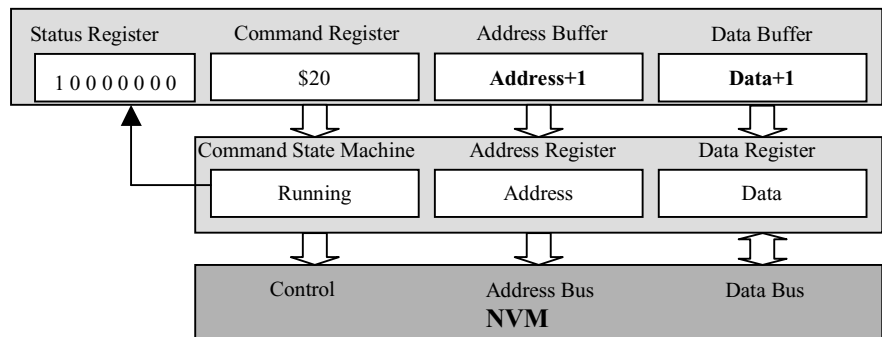 Status Register Command Register Address Buffer Data Buffer
1 0 0 0 0 0 0 0 $20 Address+1 Data+1
Command State Machine Address Register Data Register
Running Address Data
Control Address Bus Data Bus
NVM